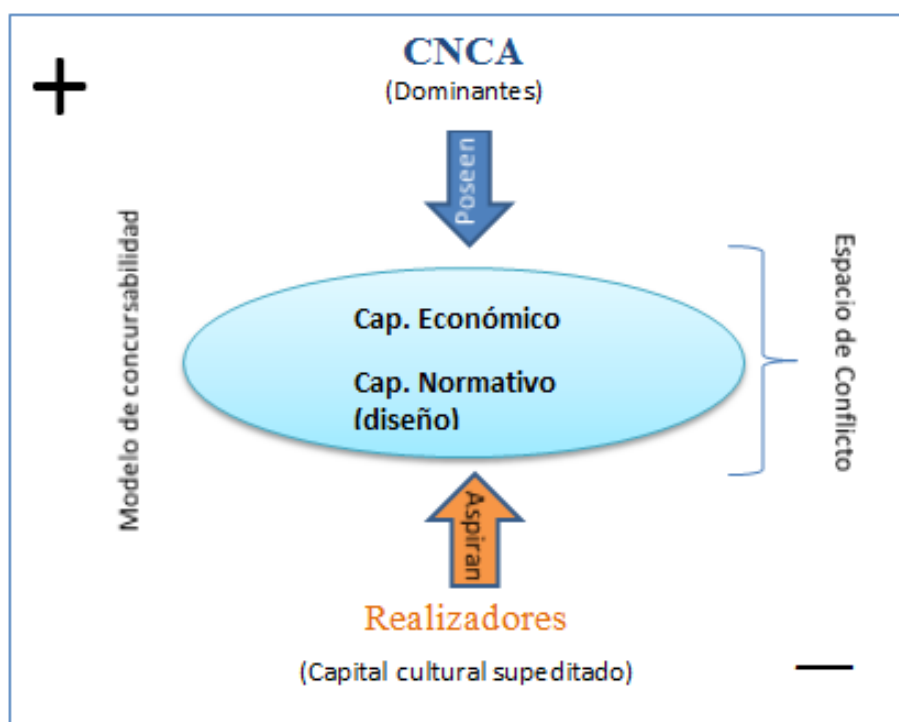 +
CNCA
(Dominantes)
Poseen
Modelo de concursabilidad
Cap. Económico
Cap. Normativo
(diseño)
Espacio de Conflicto
Aspiran
Realizadores
(Capital cultural supeditado)
—